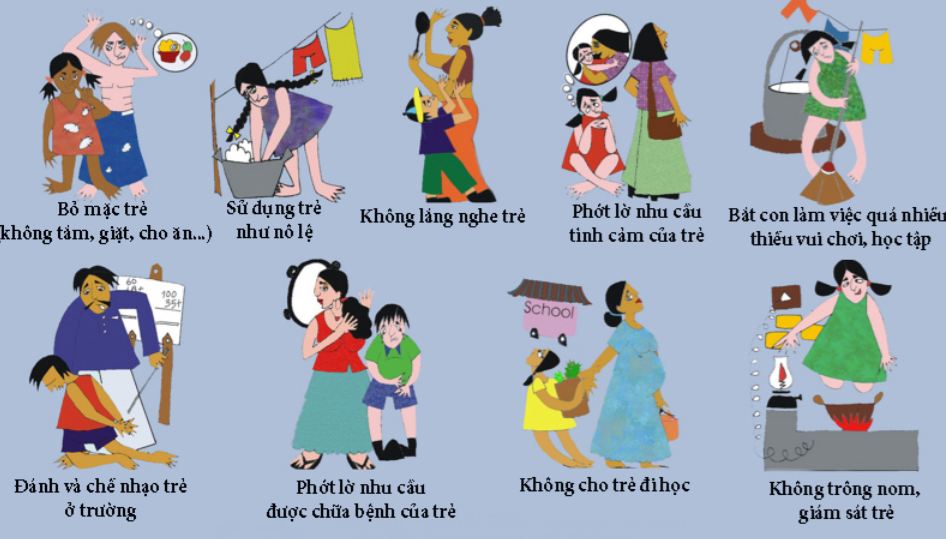 Bỏ mặc trẻ
(không tắm, giặt, cho ăn...)
Sử dụng trẻ
như nô lệ
Không lắng nghe trẻ
Phớt lờ nhu cầu
tình cảm của trẻ
Bắt con làm việc quá nhiều
thiếu vui chơi, học tập
60
100
School
Đánh và chế nhạo trẻ
ở trường
Phớt lờ nhu cầu
được chữa bệnh của trẻ
Không cho trẻ đi học
Không trông nom,
giám sát trẻ